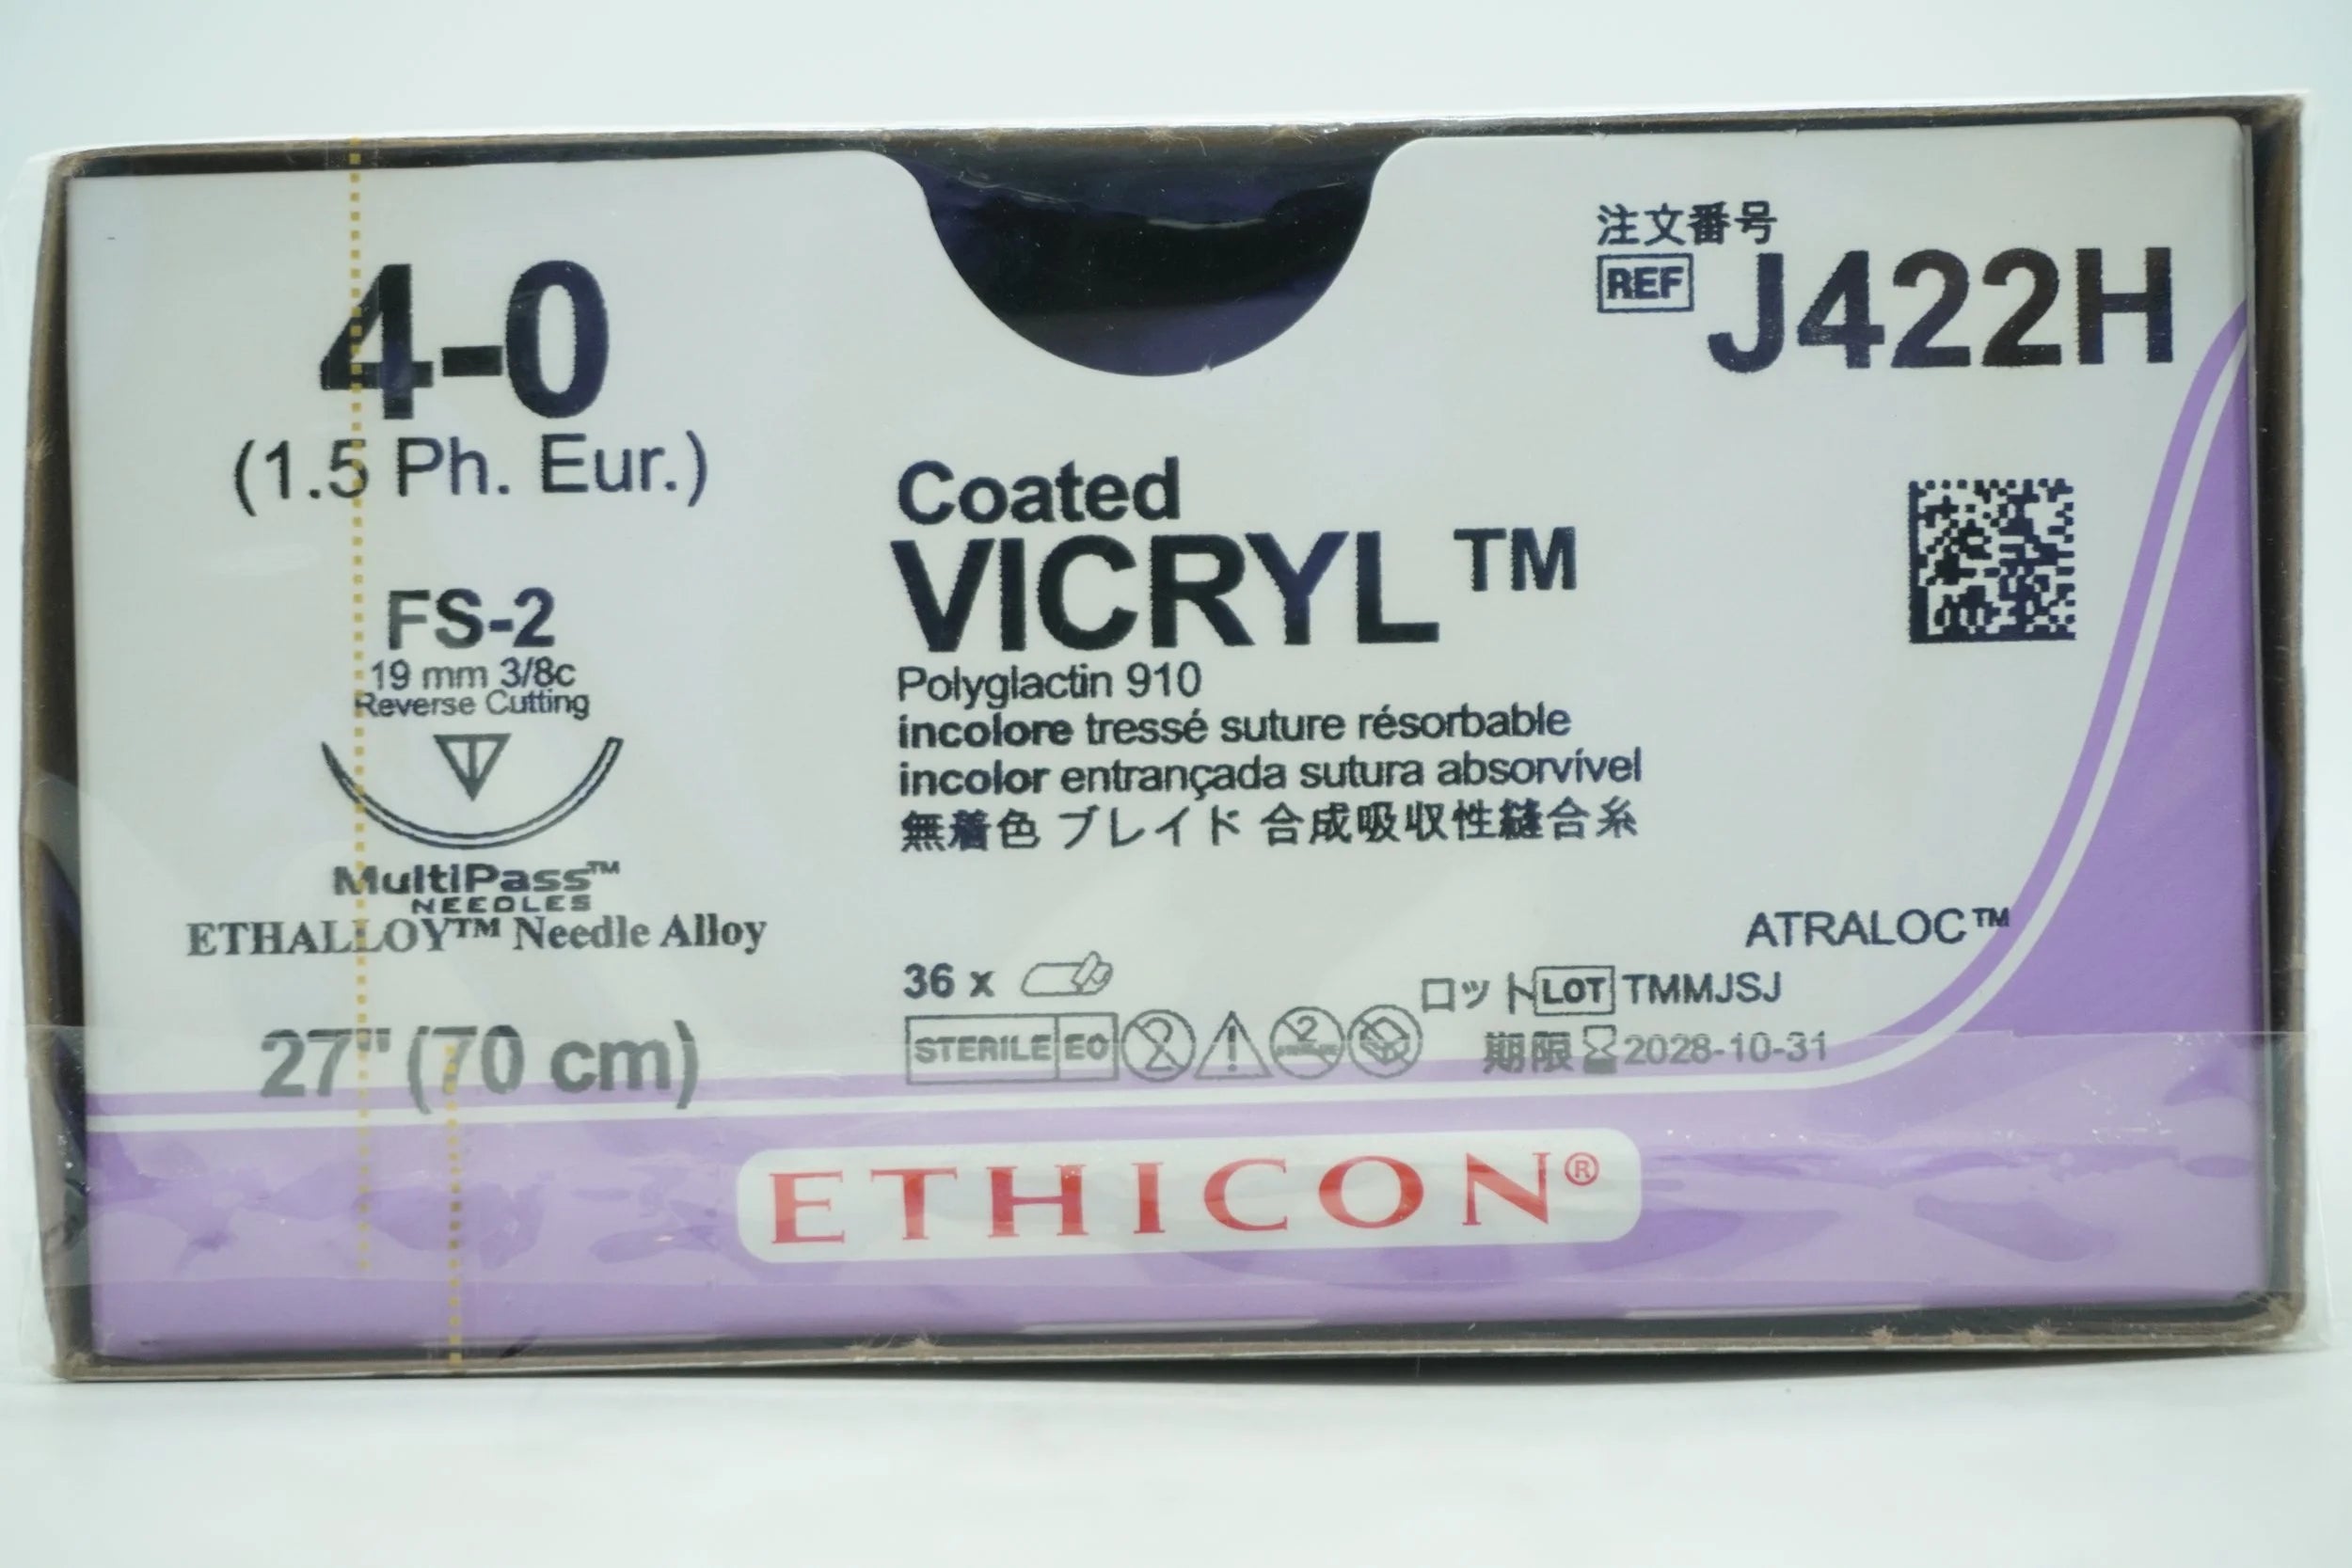 4-0
(1.5 Ph. Eur.)
FS-2
19 mm 3/8c
Reverse Cutting
MultiPass™
NEEDLES
ETHALLOY™ Needle Alloy
27" (70 cm)
注文番号
REF J422H
Coated
VICRYL™
Polyglactin 910
incolore tressé suture résorbable
incolor entrançada sutura absorvível
無着色 ブレイド 合成吸収性縫合糸
ATRALOC™
36 x
ロット LOT TMMJSJ
STERILE EO
期限 2028-10-31
ETHICON®